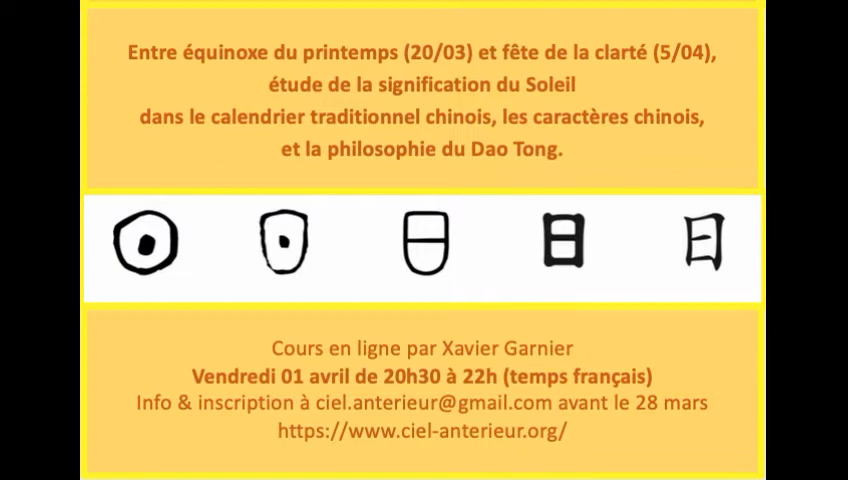 Entre équinoxe du printemps (20/03) et fête de la clarté (5/04),
étude de la signification du Soleil
dans le calendrier traditionnel chinois, les caractères chinois,
et la philosophie du Dao Tong.
日 日
Cours en ligne par Xavier Garnier
Vendredi 01 avril de 20h30 à 22h (temps français)
Info & inscription à ciel.anterieur@gmail.com avant le 28 mars
https://www.ciel-anterieur.org/